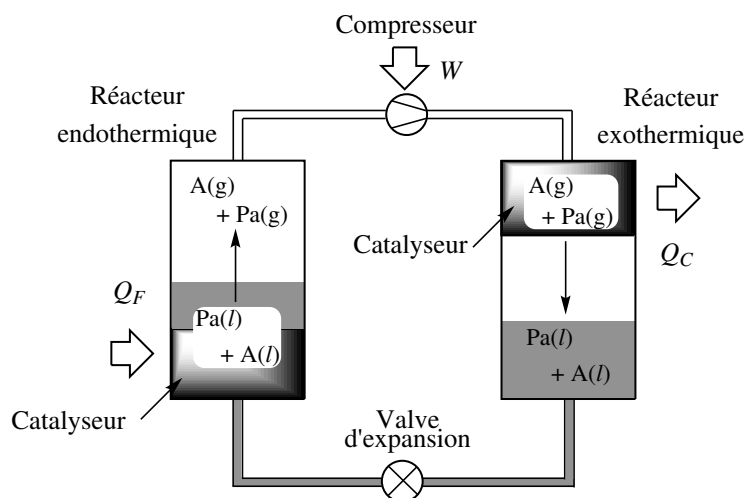 Compresseur
W
Réacteur
endothermique
Réacteur
exothermique
A(g)
+ Pa(g)
A(g)
+ Pa(g)
Catalyseur
Q_C
Q_F
Pa(l)
+ A(l)
Pa(l)
+ A(l)
Catalyseur
Valve
d'expansion